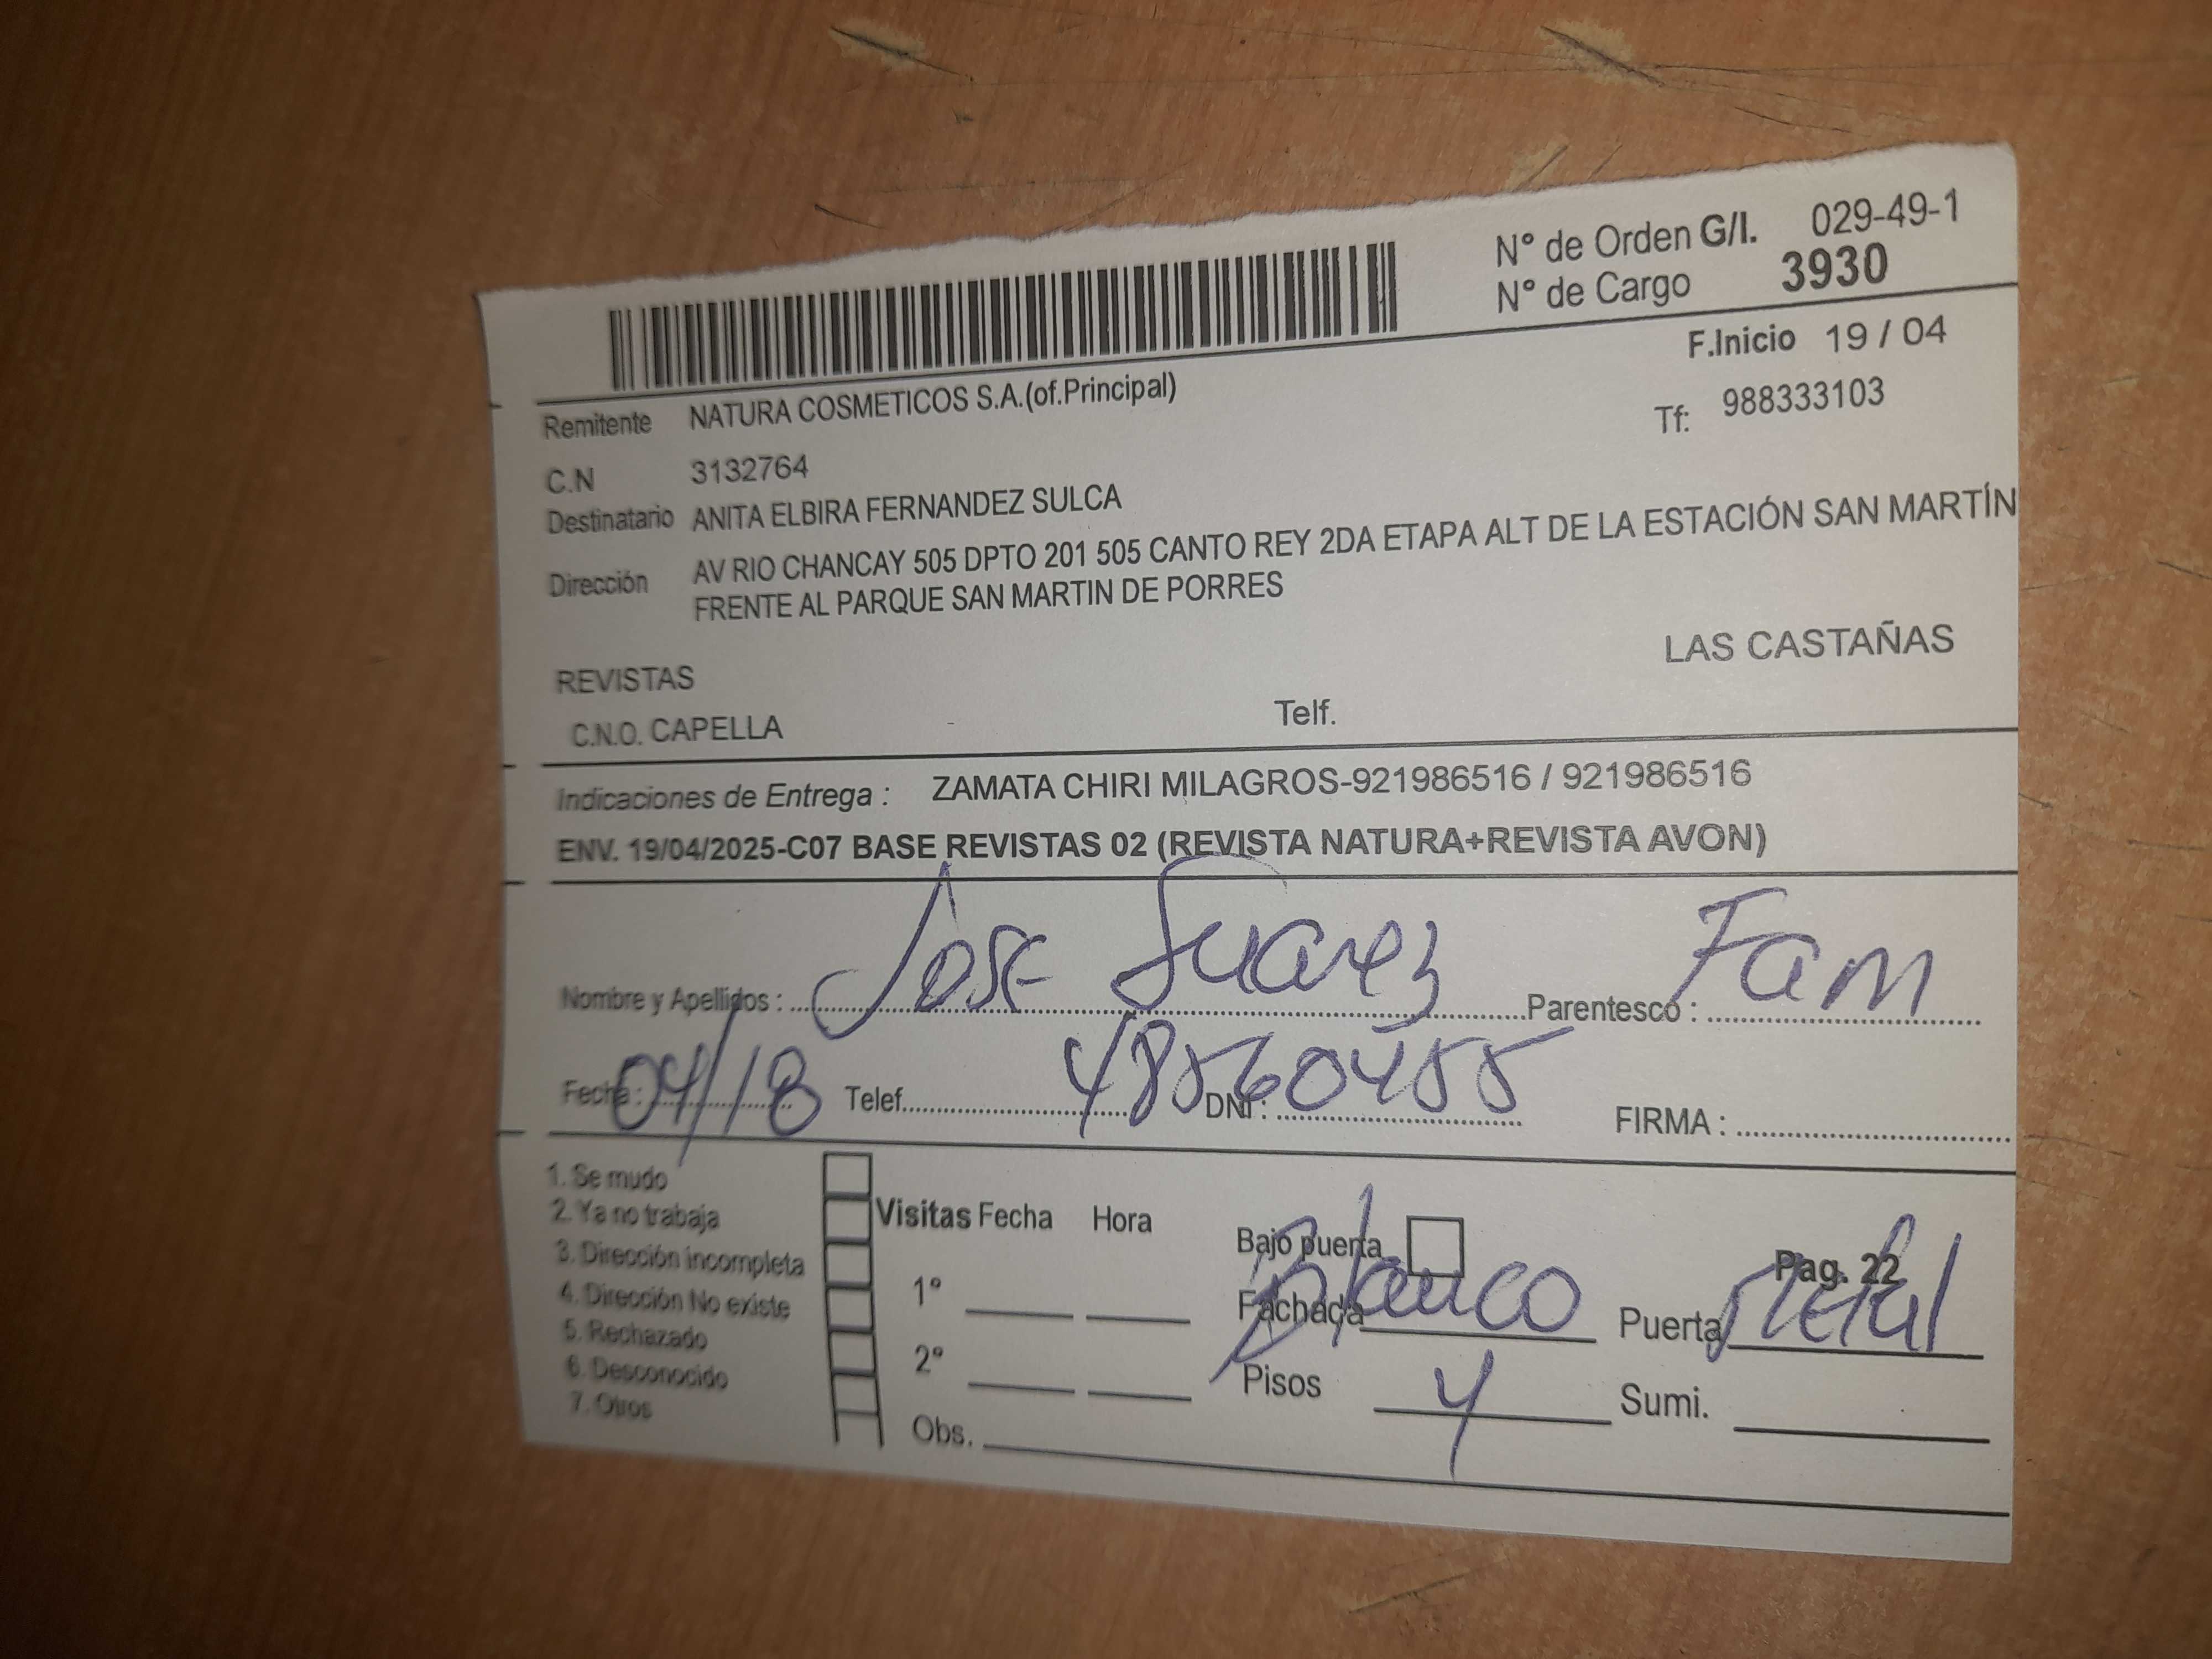 N° de Orden G/I. 029-49-1
N° de Cargo 3930
F.Inicio 19 / 04
Remitente NATURA COSMETICOS S.A.(of.Principal)
Tf: 988333103
C.N 3132764
Destinatario ANITA ELBIRA FERNANDEZ SULCA
Dirección AV RIO CHANCAY 505 DPTO 201 505 CANTO REY 2DA ETAPA ALT DE LA ESTACIÓN SAN MARTÍN
FRENTE AL PARQUE SAN MARTIN DE PORRES
LAS CASTAÑAS
REVISTAS
C.N.O. CAPELLA - Telf.
Indicaciones de Entrega : ZAMATA CHIRI MILAGROS-921986516 / 921986516
ENV. 19/04/2025-C07 BASE REVISTAS 02 (REVISTA NATURA+REVISTA AVON)
Nombre y Apellidos : Jose Suarez Parentesco : Fam
Fecha : 04/18 Telef. DNI : 48560455 FIRMA :
1. Se mudo
2. Ya no trabaja
3. Dirección incompleta
4. Dirección No existe
5. Rechazado
6. Desconocido
7. Otros
Visitas Fecha Hora
1°
2°
Obs.
Bajo puerta
Pag. 22
Fachada blanco Puerta Metal
Pisos 4 Sumi.